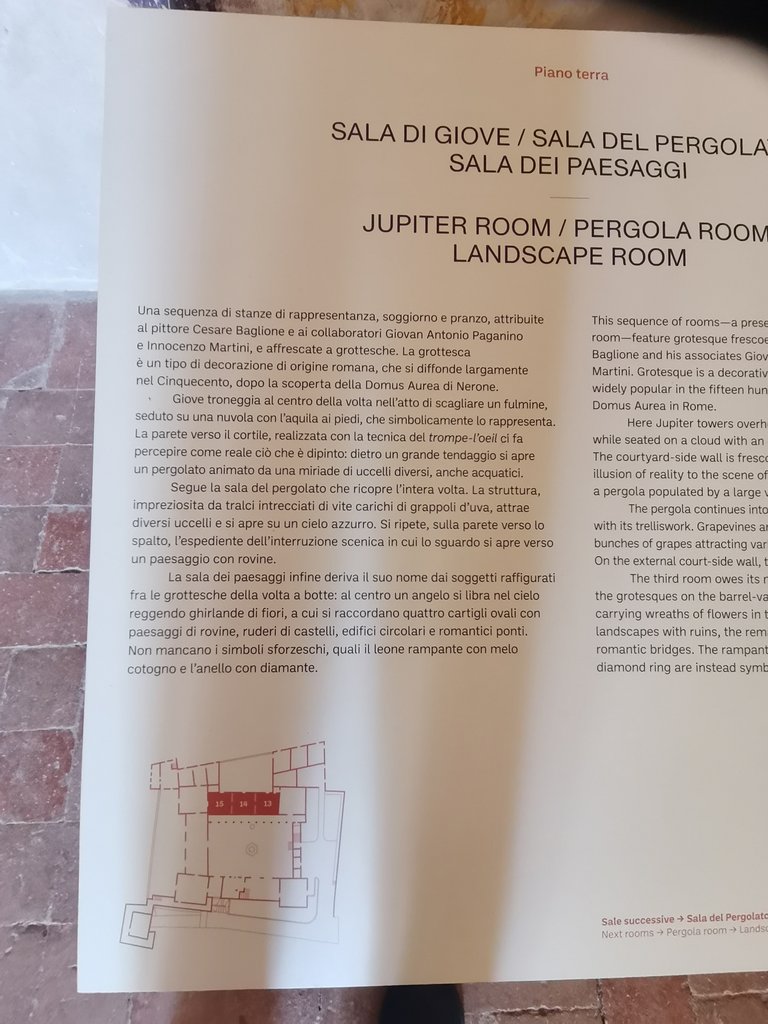 Piano terra
SALA DI GIOVE / SALA DEL
SALA DEI PAESAGGI
JUPITER ROOM / PERGOLA ROOM
LANDSCAPE ROOM
Una sequenza di stanze di rappresentanza, soggiorno e pranzo, attribuite
al pittore Cesare Baglione e ai collaboratori Giovan Antonio Paganino
e Innocenzo Martini, e affrescate a grottesche. La grottesca
è un tipo di decorazione di origine romana, che si diffonde largamente
nel Cinquecento, dopo la scoperta della Domus Aurea di Nerone.
Giove troneggia al centro della volta nell'atto di scagliare un fulmine,
seduto su una nuvola con l'aquila ai piedi, che simbolicamente lo rappresenta.
La parete verso il cortile, realizzata con la tecnica del trompe-l'oeil ci fa
percepire come reale ciò che è dipinto: dietro un grande tendaggio si apre
un pergolato animato da una miriade di uccelli diversi, anche acquatici.
Segue la sala del pergolato che ricopre l'intera volta. La struttura,
impreziosita da tralci intrecciati di vite carichi di grappoli d'uva, attrae
diversi uccelli e si apre su un cielo azzurro. Si ripete, sulla parete verso lo
spalto, l'espediente dell'interruzione scenica in cui lo sguardo si apre verso
un paesaggio con rovine.
La sala dei paesaggi infine deriva il suo nome dai soggetti raffigurati
fra le grottesche della volta a botte: al centro un angelo si libra nel cielo
reggendo ghirlande di fiori, a cui si raccordano quattro cartigli ovali con
paesaggi di rovine, ruderi di castelli, edifici circolari e romantici ponti.
Non mancano i simboli sforzeschi, quali il leone rampante con melo
cotogno e l'anello con diamante.
This sequence of rooms—a
room—feature grotesque
Baglione and his associates
Martini. Grotesque is a
widely popular in the fifteen
Domus Aurea in Rome.
Here Jupiter towers
while seated on a cloud with an
The courtyard-side wall is
illusion of reality to the scene of
a pergola populated by a large
The pergola continues into
with its trelliswork. Grapevines
bunches of grapes attracting
On the external court-side wall,
The third room owes its
the grotesques on the
carrying wreaths of flowers in
landscapes with ruins, the
romantic bridges. The rampant
diamond ring are instead
15 14 13
Sale successive → Sala del Pergolato
Next rooms → Pergola room →